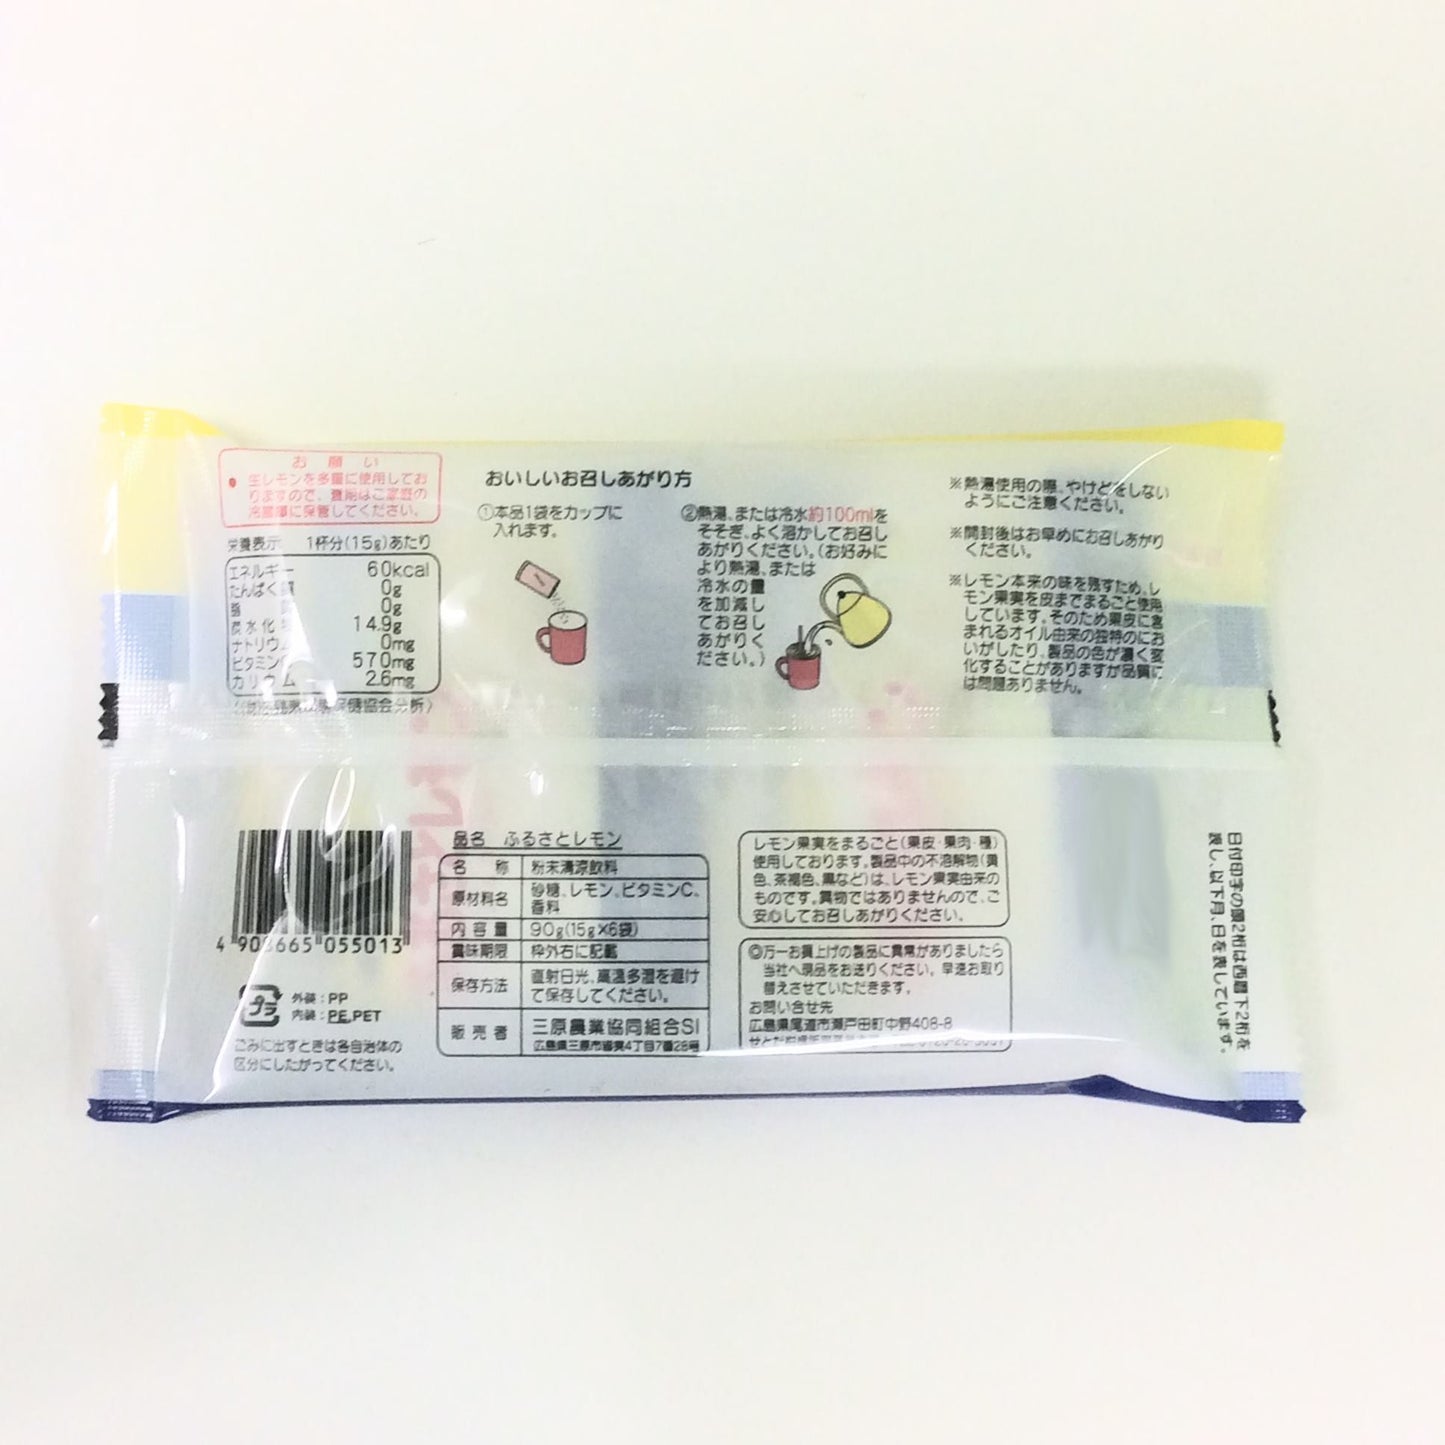 お願い
● 生レモンを多量に使用してお
りますので、夏期はご家庭の
冷蔵庫に保管してください。
栄養表示 1杯分(15g)あたり
エネルギー 60kcal
たんぱく質 0g
脂 質 0g
炭水化物 14.9g
ナトリウム 0mg
ビタミンC 570mg
カリウム 2.6mg
おいしいお召しあがり方
①本品1袋をカップに
入れます。
②熱湯、または冷水約100mlを
そそぎ、よく溶かしてお召し
あがりください。(お好みに
より熱湯、または
冷水の量
を加減し
てお召し
あがりく
ださい。)
※熱湯使用の際、やけどをしない
ようにご注意ください。
※開封後はお早めにお召しあがり
ください。
※レモン本来の味を残すため、レ
モン果実を皮までまるごと使用
しています。そのため果皮に含
まれるオイル由来の独特のにお
いがしたり、製品の色が濃く変
化することがありますが品質に
は問題ありません。
4 903665 055013
プラ
外装:PP
内装:PE,PET
ごみに出すときは各自治体の
区分にしたがってください。
品名 ふるさとレモン
名称 粉末清涼飲料
原材料名 砂糖、レモン、ビタミンC、
香料
内容量 90g(15g×6袋)
賞味期限 枠外右に記載
保存方法 直射日光、高温多湿を避け
て保存してください。
販売者 三原農業協同組合SI
広島県三原市皆実4丁目7番28号
レモン果実をまるごと(果皮・果肉・種)
使用しております。製品中の不溶解物(黄
色、茶褐色、黒など)は、レモン果実由来の
ものです。異物ではありませんので、ご
安心してお召しあがりください。
◎万一お買上げの製品に異常がありましたら
当社へ現品をお送りください。早速お取り
替えさせていただきます。
お問い合せ先
広島県尾道市瀬戸田町中野408-8
日付印字の頭2桁は西暦下2桁を
表し、以下月、日を表しています。